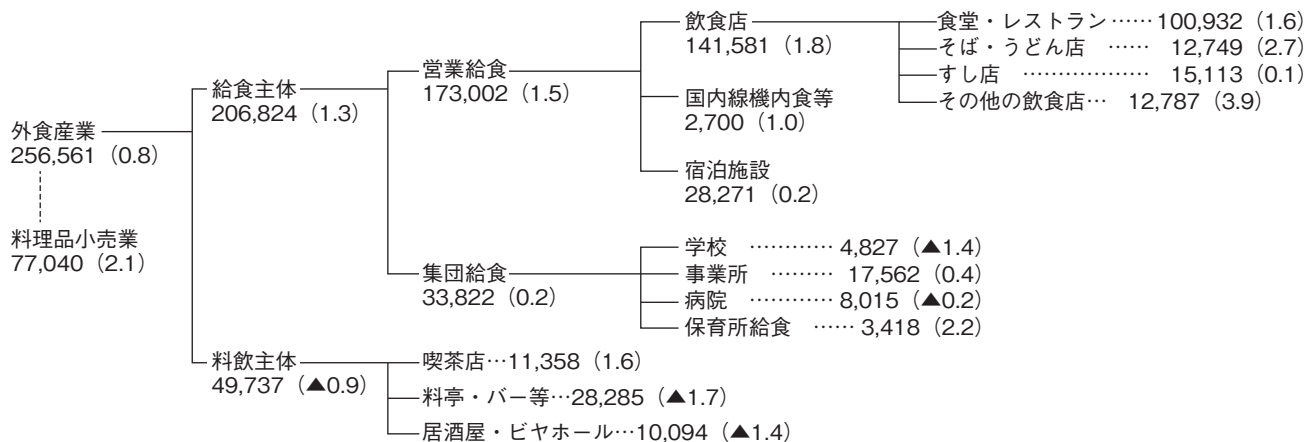 外食産業
256,561（0.8）
料理品小売業
77,040（2.1）
給食主体
206,824（1.3）
営業給食
173,002（1.5）
飲食店
141,581（1.8）
食堂・レストラン……100,932（1.6）
そば・うどん店 …… 12,749（2.7）
すし店 ……………… 15,113（0.1）
その他の飲食店… 12,787（3.9）
国内線機内食等
2,700（1.0）
宿泊施設
28,271（0.2）
集団給食
33,822（0.2）
学校 ………… 4,827（▲1.4）
事業所 ……… 17,562（0.4）
病院 ………… 8,015（▲0.2）
保育所給食 …… 3,418（2.2）
料飲主体
49,737（▲0.9）
喫茶店…11,358（1.6）
料亭・バー等…28,285（▲1.7）
居酒屋・ビヤホール…10,094（▲1.4）